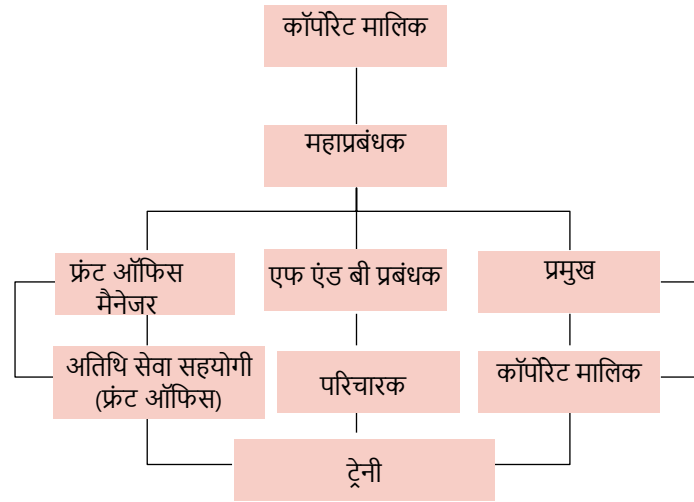 कॉर्पोरेट मालिक
महाप्रबंधक
फ्रंट ऑफिस
मैनेजर
एफ एंड बी प्रबंधक
प्रमुख
अतिथि सेवा सहयोगी
(फ्रंट ऑफिस)
परिचारक
कॉर्पोरेट मालिक
ट्रेनी